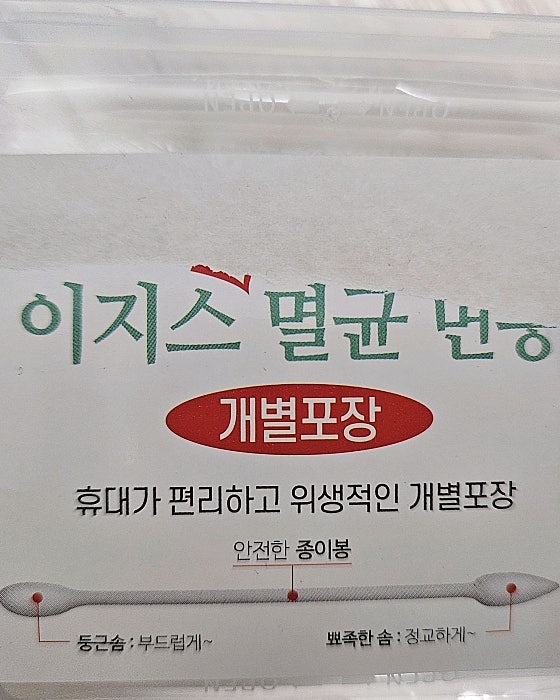 이지스 멸균
개별포장
휴대가 편리하고 위생적인 개별포장
안전한 종이봉
둥근솜 : 부드럽게~
뾰족한 솜 : 정교하게~